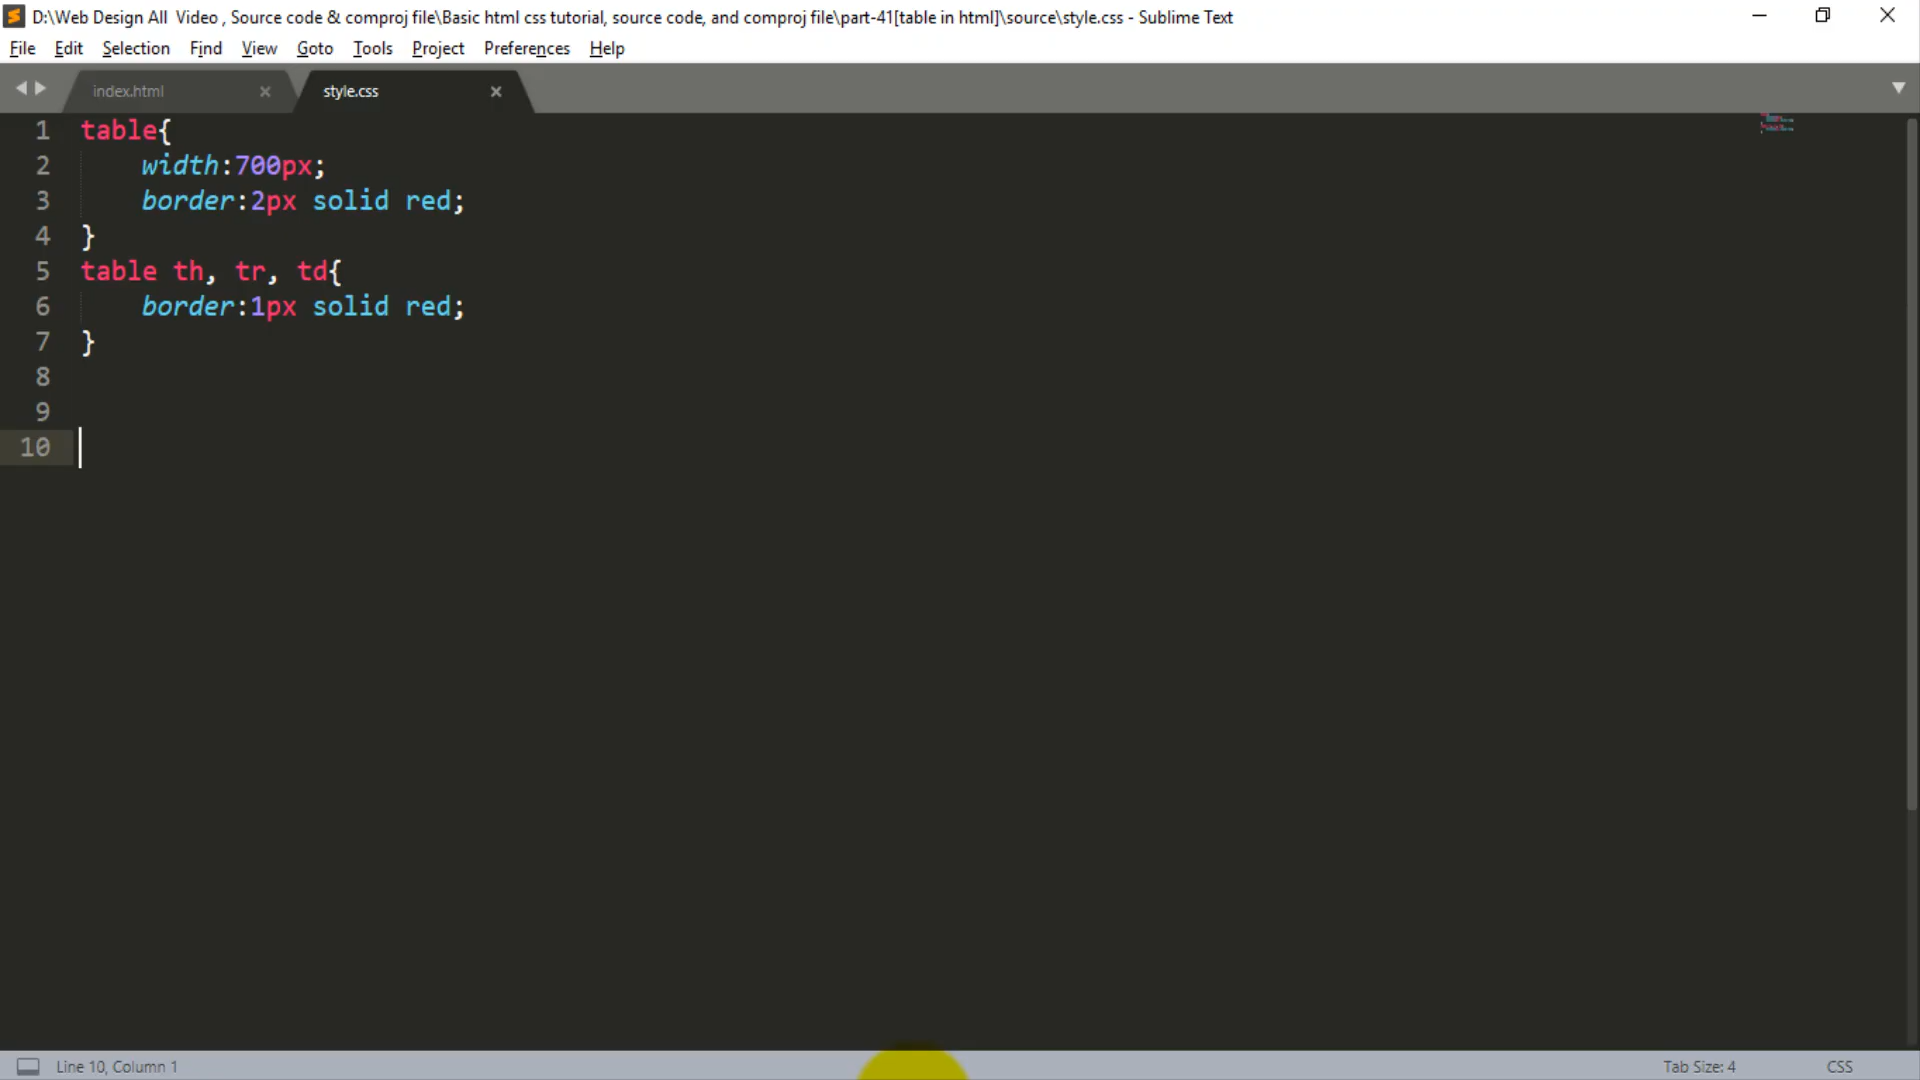 D:\Web Design All  Video , Source code & comproj file\Basic html css tutorial, source code, and comproj file\part-41[table in html]\source\style.css - Sublime Text
File Edit Selection Find View Goto Tools Project Preferences Help
index.html style.css
1 table{
2     width:700px;
3     border:2px solid red;
4 }
5 table th, tr, td{
6     border:1px solid red;
7 }
8
9
10
Line 10, Column 1 Tab Size: 4 CSS